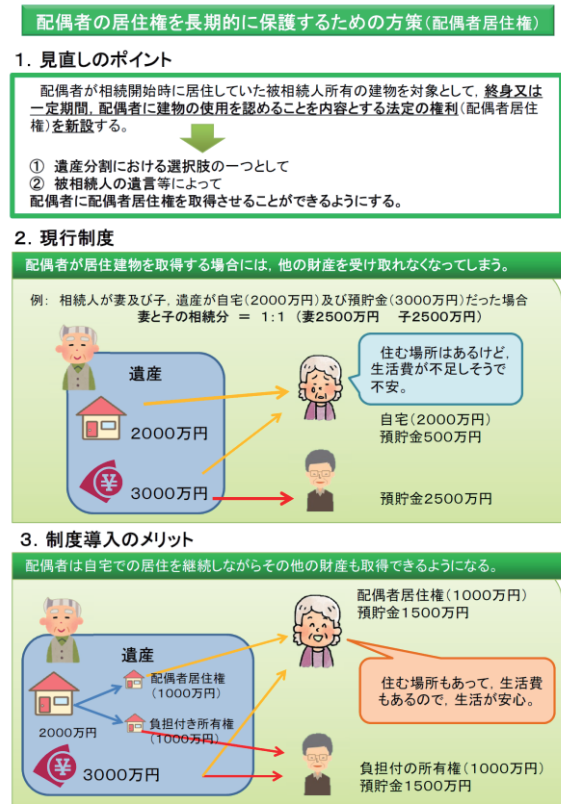 配偶者の居住権を長期的に保護するための方策(配偶者居住権)
1. 見直しのポイント
配偶者が相続開始時に居住していた被相続人所有の建物を対象として, 終身又は
一定期間, 配偶者に建物の使用を認めることを内容とする法定の権利(配偶者居住
権)を新設する。
① 遺産分割における選択肢の一つとして
② 被相続人の遺言等によって
配偶者に配偶者居住権を取得させることができるようにする。
2. 現行制度
配偶者が居住建物を取得する場合には, 他の財産を受け取れなくなってしまう。
例: 相続人が妻及び子, 遺産が自宅(2000万円)及び預貯金(3000万円)だった場合
妻と子の相続分 = 1:1 (妻2500万円 子2500万円)
遺産
2000万円
¥
3000万円
住む場所はあるけど,
生活費が不足しそうで
不安。
自宅(2000万円)
預貯金500万円
預貯金2500万円
3. 制度導入のメリット
配偶者は自宅での居住を継続しながらその他の財産も取得できるようになる。
遺産
2000万円
配偶者居住権
(1000万円)
負担付き所有権
(1000万円)
¥
3000万円
配偶者居住権(1000万円)
預貯金1500万円
住む場所もあって, 生活費
もあるので, 生活が安心。
負担付の所有権(1000万円)
預貯金1500万円